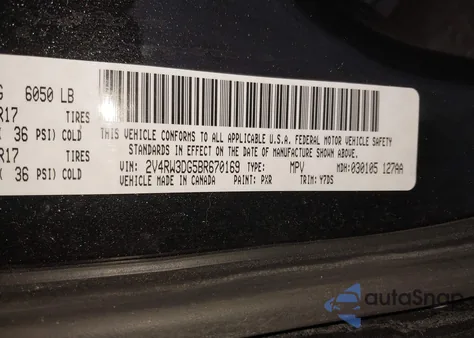 G 6050 LB
R17 TIRES
( 36 PSI) COLD
R17 TIRES
( 36 PSI) COLD
THIS VEHICLE CONFORMS TO ALL APPLICABLE U.S.A. FEDERAL MOTOR VEHICLE SAFETY
STANDARDS IN EFFECT ON THE DATE OF MANUFACTURE SHOWN ABOVE.
VIN: 2V4RW3DG5BR670169 TYPE: MPV MDH: 030105 127AA
VEHICLE MADE IN CANADA PAINT: PXR TRIM: Y7DS
autoSnap